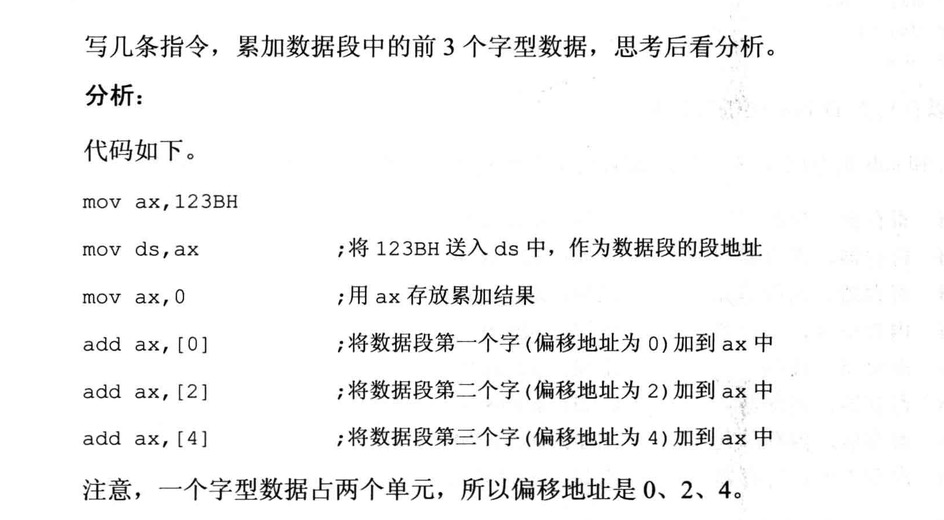 写几条指令，累加数据段中的前 3 个字型数据，思考后看分析。
分析：
代码如下。
mov ax,123BH
mov ds,ax ;将 123BH 送入 ds 中，作为数据段的段地址
mov ax,0 ;用 ax 存放累加结果
add ax,[0] ;将数据段第一个字(偏移地址为 0)加到 ax 中
add ax,[2] ;将数据段第二个字(偏移地址为 2)加到 ax 中
add ax,[4] ;将数据段第三个字(偏移地址为 4)加到 ax 中
注意，一个字型数据占两个单元，所以偏移地址是 0、2、4。